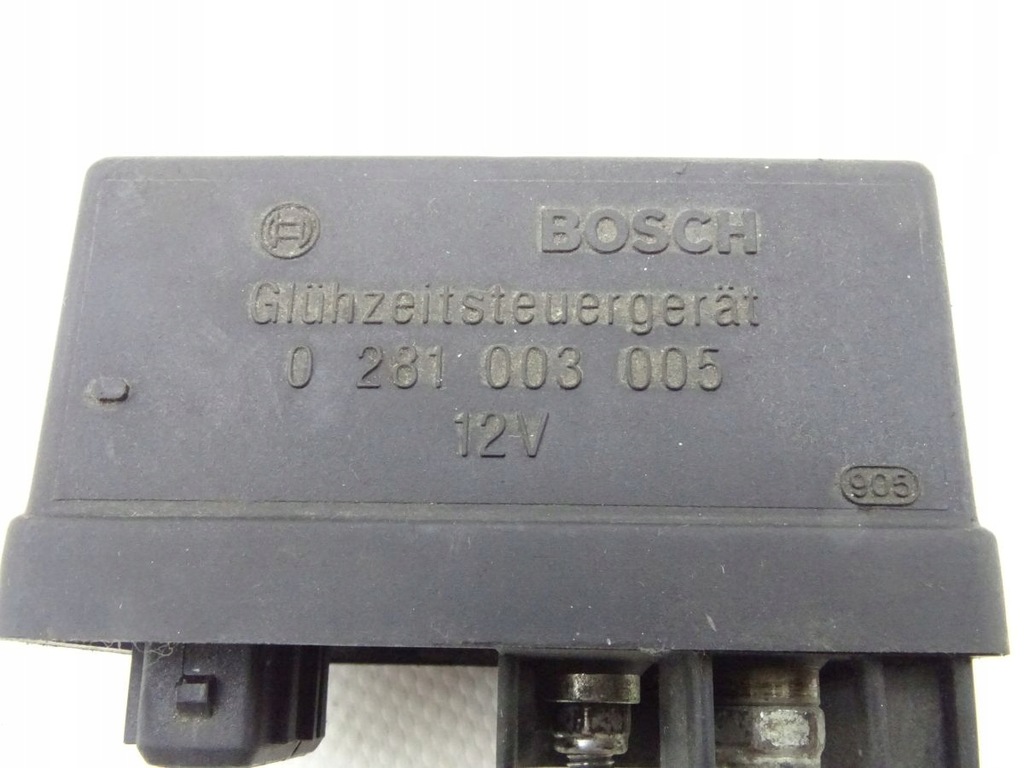 BOSCH
Glühzeitsteuergerät
0 281 003 005
12V
905